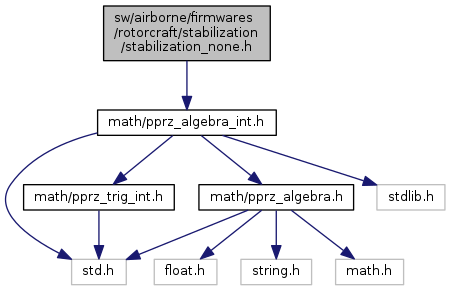 sw/airborne/firmwares
/rotorcraft/stabilization
/stabilization_none.h
math/pprz_algebra_int.h
math/pprz_trig_int.h
math/pprz_algebra.h
stdlib.h
std.h
float.h
string.h
math.h